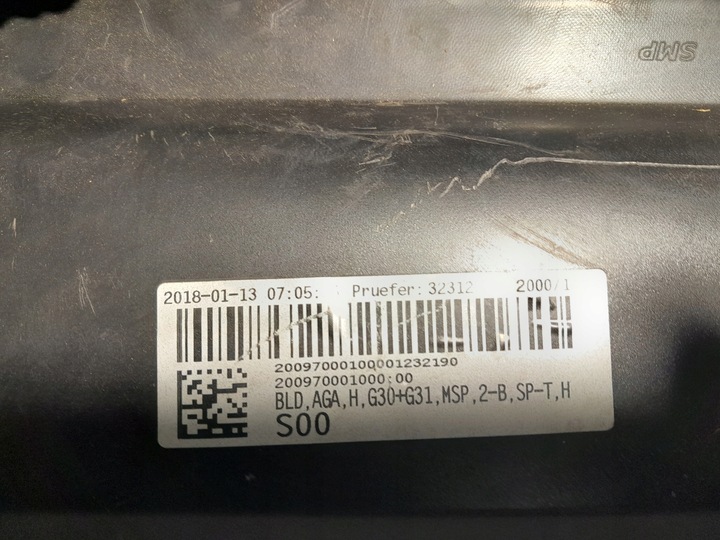 SMP
2018-01-13 07:05: Pruefer: 32312 2000/1
20097000100001232190
200970001000:00
BLD,AGA,H,G30+G31,MSP,2-B,SP-T,H
S00